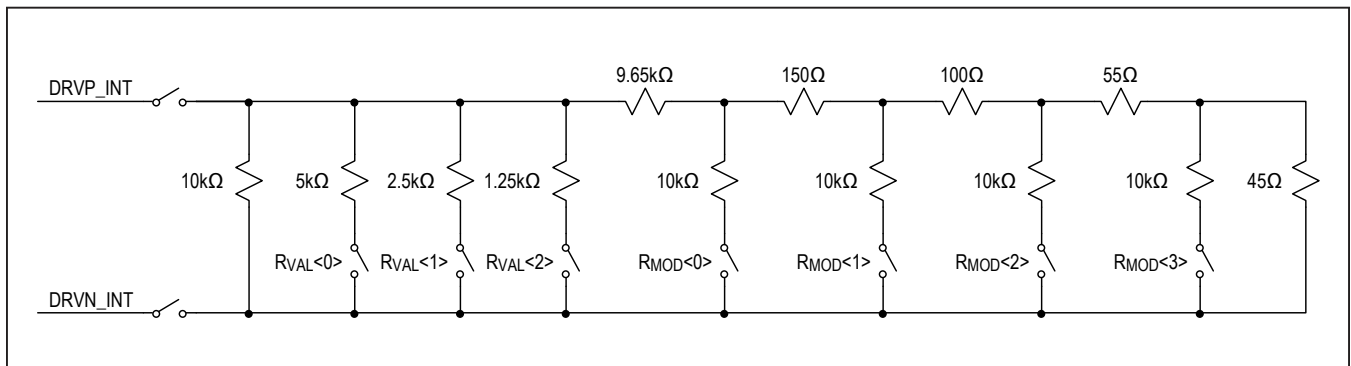 9.65kΩ 150Ω 100Ω 55Ω
DRVP_INT
10kΩ 5kΩ 2.5kΩ 1.25kΩ 10kΩ 10kΩ 10kΩ 10kΩ 45Ω
RVAL<0> RVAL<1> RVAL<2> RMOD<0> RMOD<1> RMOD<2> RMOD<3>
DRVN_INT